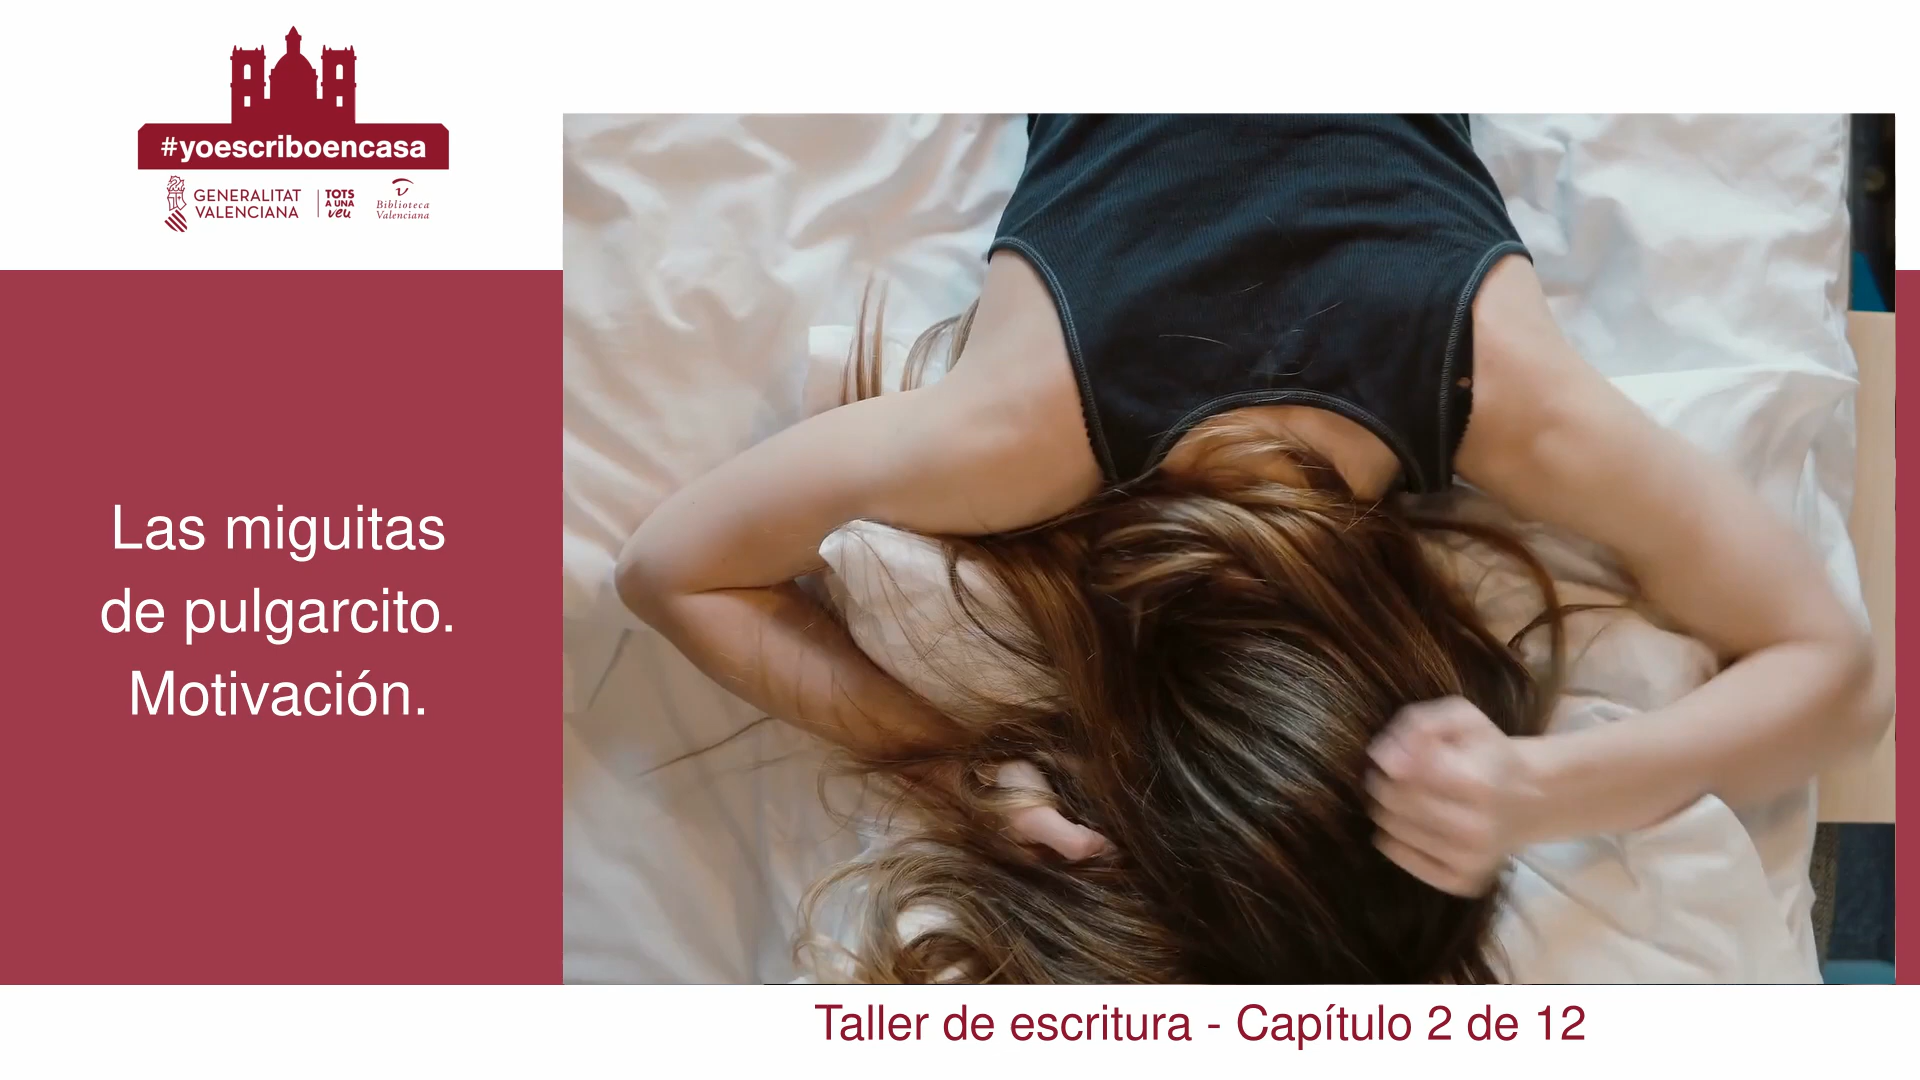 #yoescriboencasa
GENERALITAT
VALENCIANA
TOTS
A UNA
veu
Biblioteca
Valenciana
Las miguitas
de pulgarcito.
Motivación.
Taller de escritura - Capítulo 2 de 12